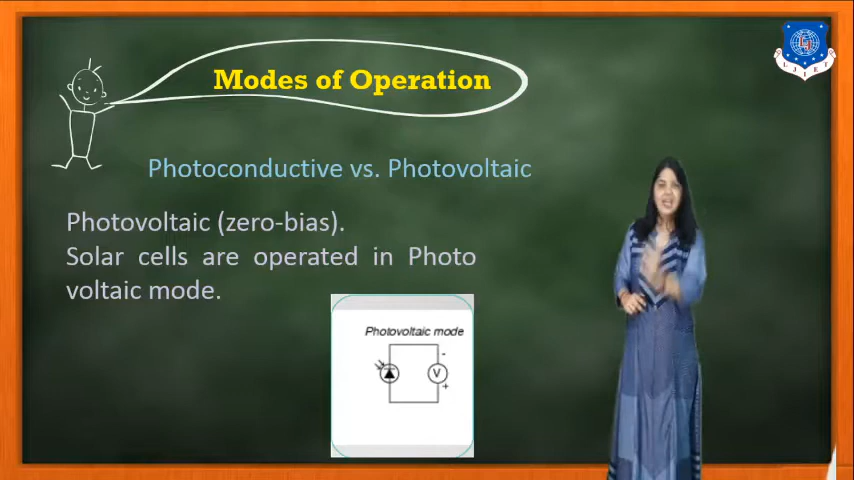 Modes of Operation
LJIET
Photoconductive vs. Photovoltaic
Photovoltaic (zero-bias).
Solar cells are operated in Photo
voltaic mode.
Photovoltaic mode
-
V
+